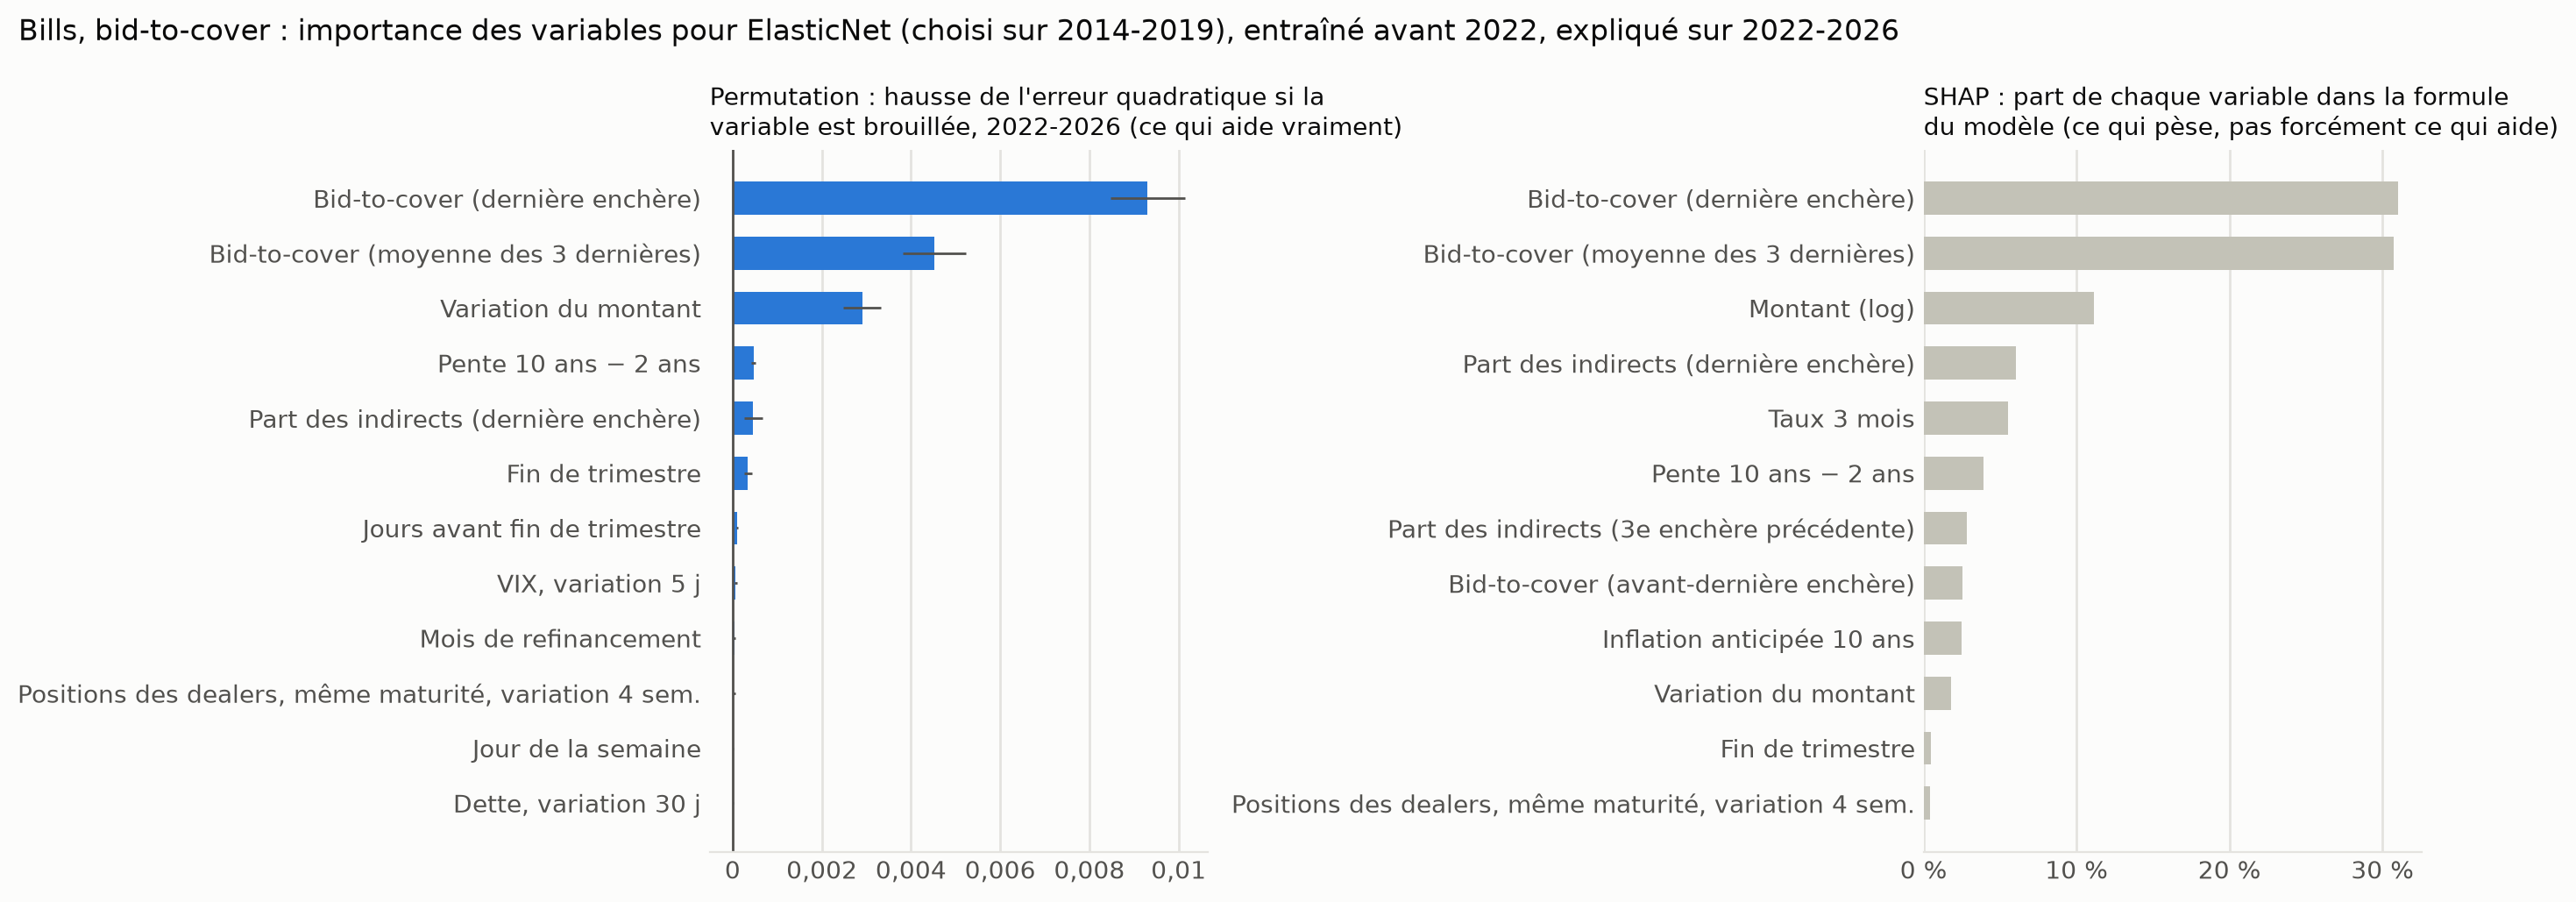 Bills, bid-to-cover : importance des variables pour ElasticNet (choisi sur 2014-2019), entraîné avant 2022, expliqué sur 2022-2026
Permutation : hausse de l'erreur quadratique si la
variable est brouillée, 2022-2026 (ce qui aide vraiment)
Bid-to-cover (dernière enchère)
Bid-to-cover (moyenne des 3 dernières)
Variation du montant
Pente 10 ans − 2 ans
Part des indirects (dernière enchère)
Fin de trimestre
Jours avant fin de trimestre
VIX, variation 5 j
Mois de refinancement
Positions des dealers, même maturité, variation 4 sem.
Jour de la semaine
Dette, variation 30 j
0 0,002 0,004 0,006 0,008 0,01
SHAP : part de chaque variable dans la formule
du modèle (ce qui pèse, pas forcément ce qui aide)
Bid-to-cover (dernière enchère)
Bid-to-cover (moyenne des 3 dernières)
Montant (log)
Part des indirects (dernière enchère)
Taux 3 mois
Pente 10 ans − 2 ans
Part des indirects (3e enchère précédente)
Bid-to-cover (avant-dernière enchère)
Inflation anticipée 10 ans
Variation du montant
Fin de trimestre
Positions des dealers, même maturité, variation 4 sem.
0 % 10 % 20 % 30 %